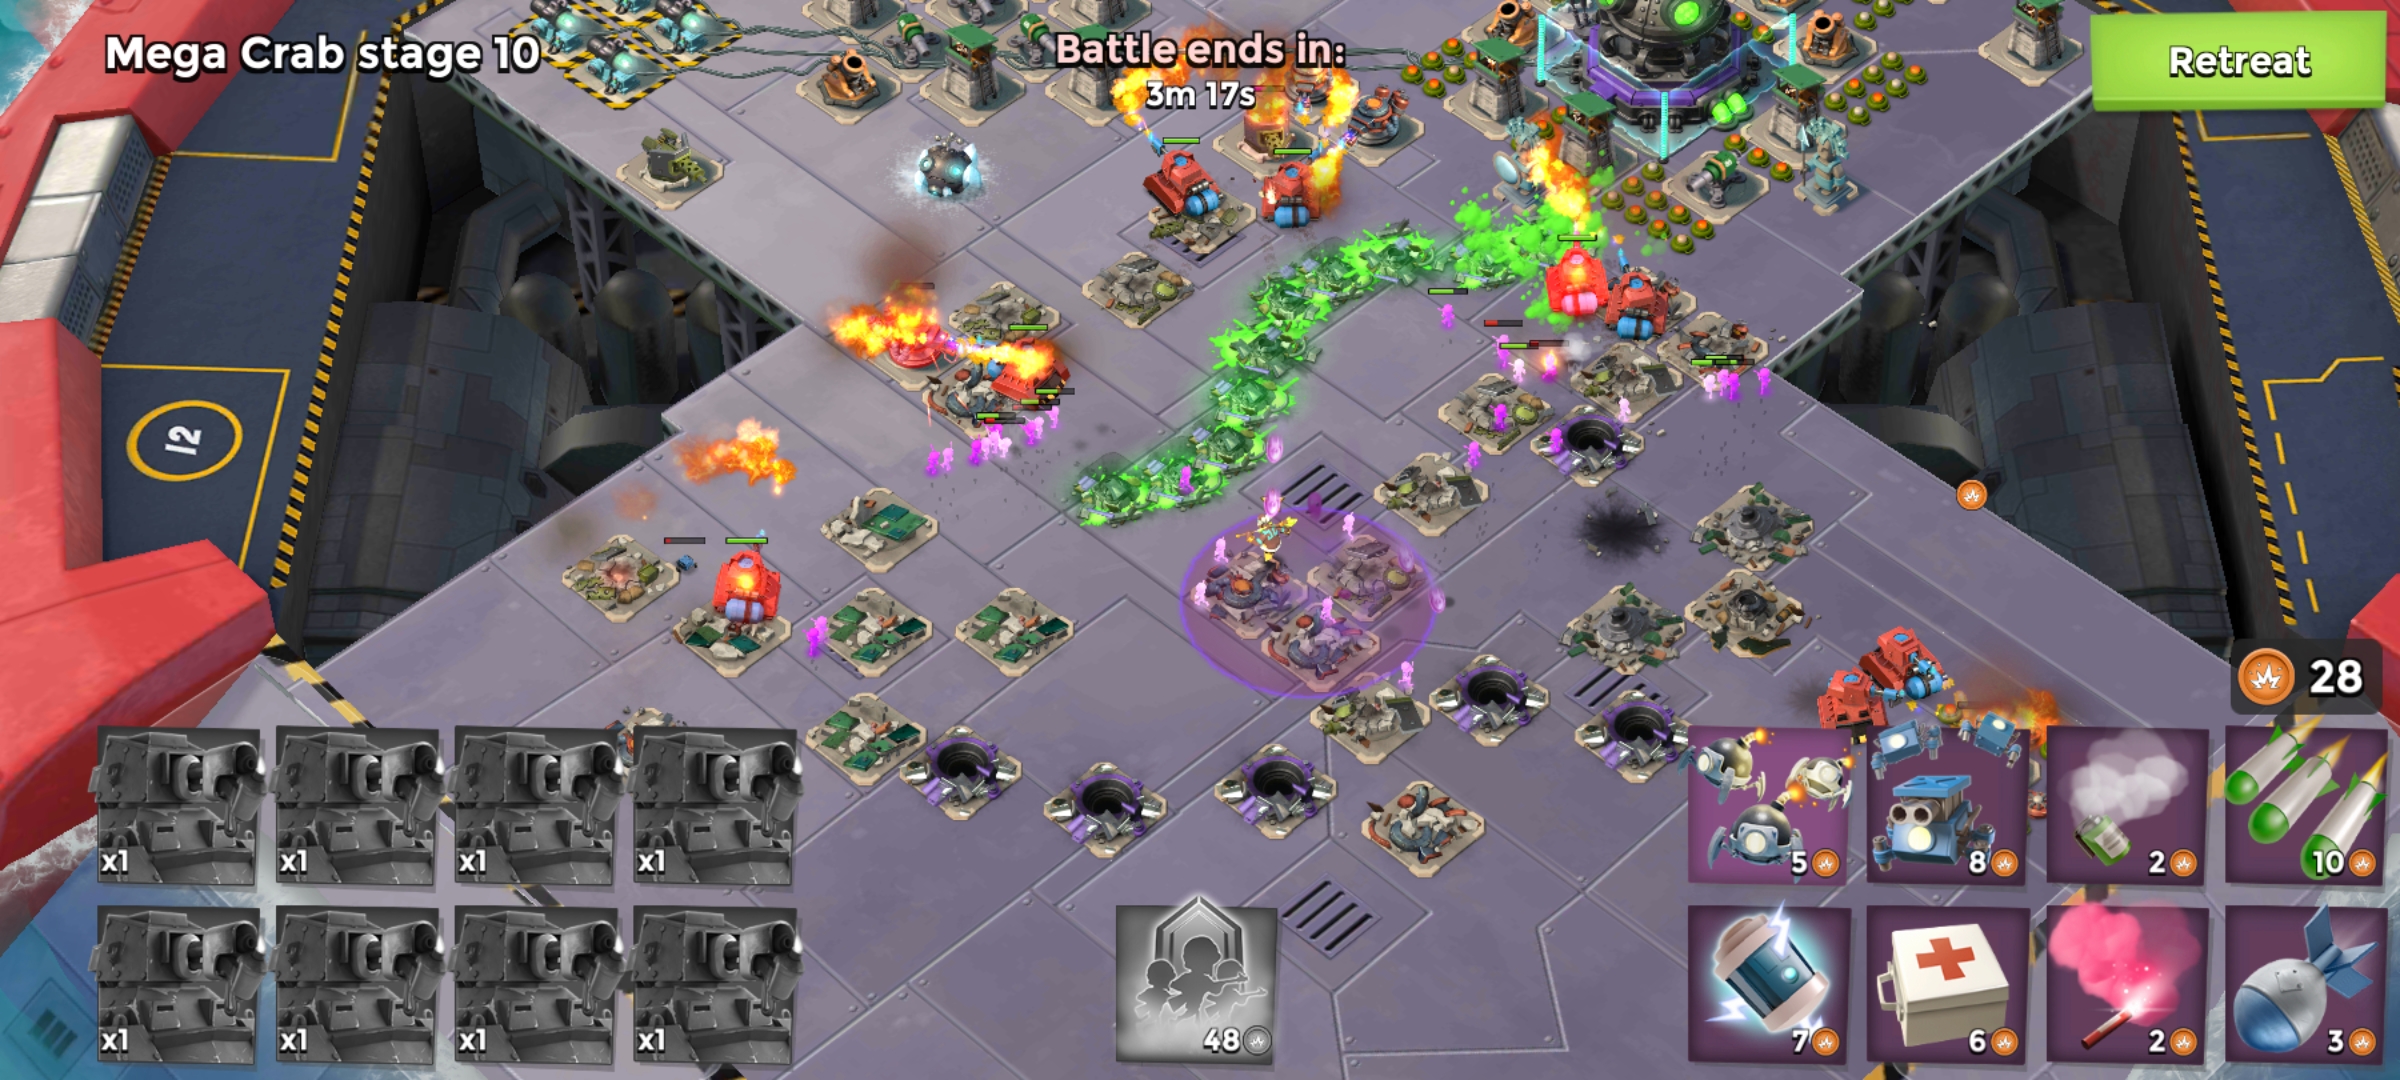 Mega Crab stage 10
Battle ends in:
3m 17s
Retreat
12
28
x1
x1
x1
x1
5
8
2
10
x1
x1
x1
x1
48
7
6
2
3